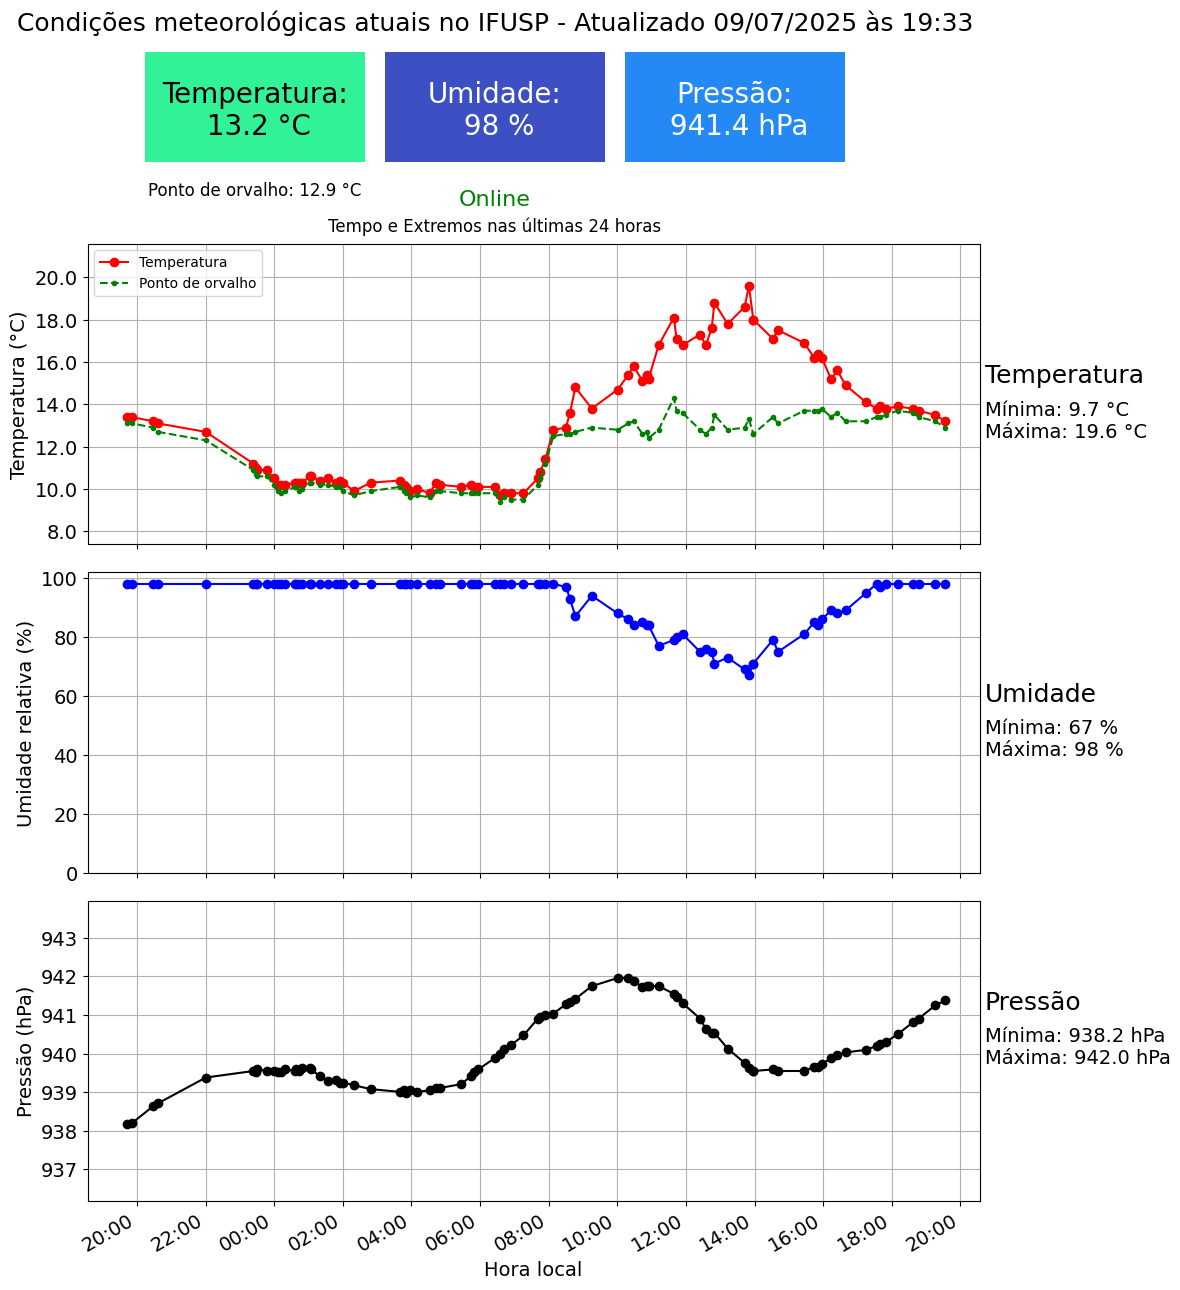 Condições meteorológicas atuais no IFUSP - Atualizado 09/07/2025 às 19:33
Temperatura:
13.2 °C
Umidade:
98 %
Pressão:
941.4 hPa
Ponto de orvalho: 12.9 °C
Online
Tempo e Extremos nas últimas 24 horas
Temperatura
Ponto de orvalho
Temperatura (°C)
20.0
18.0
16.0
14.0
12.0
10.0
8.0
Temperatura
Mínima: 9.7 °C
Máxima: 19.6 °C
Umidade relativa (%)
100
80
60
40
20
0
Umidade
Mínima: 67 %
Máxima: 98 %
Pressão (hPa)
943
942
941
940
939
938
937
Pressão
Mínima: 938.2 hPa
Máxima: 942.0 hPa
20:00
22:00
00:00
02:00
04:00
06:00
08:00
10:00
12:00
14:00
16:00
18:00
20:00
Hora local